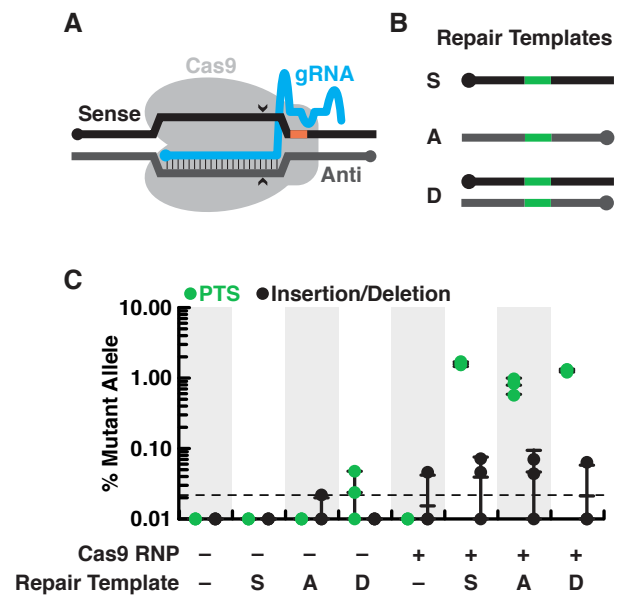 A
Cas9
gRNA
Sense
Anti
B
Repair Templates
S
A
D
C
PTS Insertion/Deletion
% Mutant Allele
10.00
1.00
0.10
0.01
Cas9 RNP – – – – + + + +
Repair Template – S A D – S A D